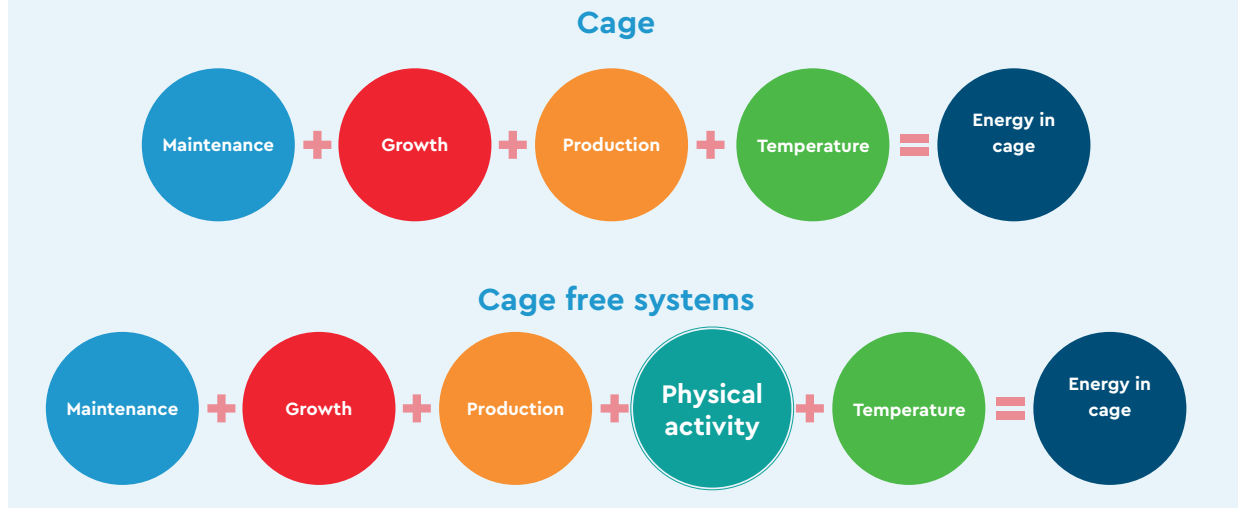 Cage
Maintenance + Growth + Production + Temperature = Energy in
cage
Cage free systems
Maintenance + Growth + Production + Physical
activity + Temperature = Energy in
cage